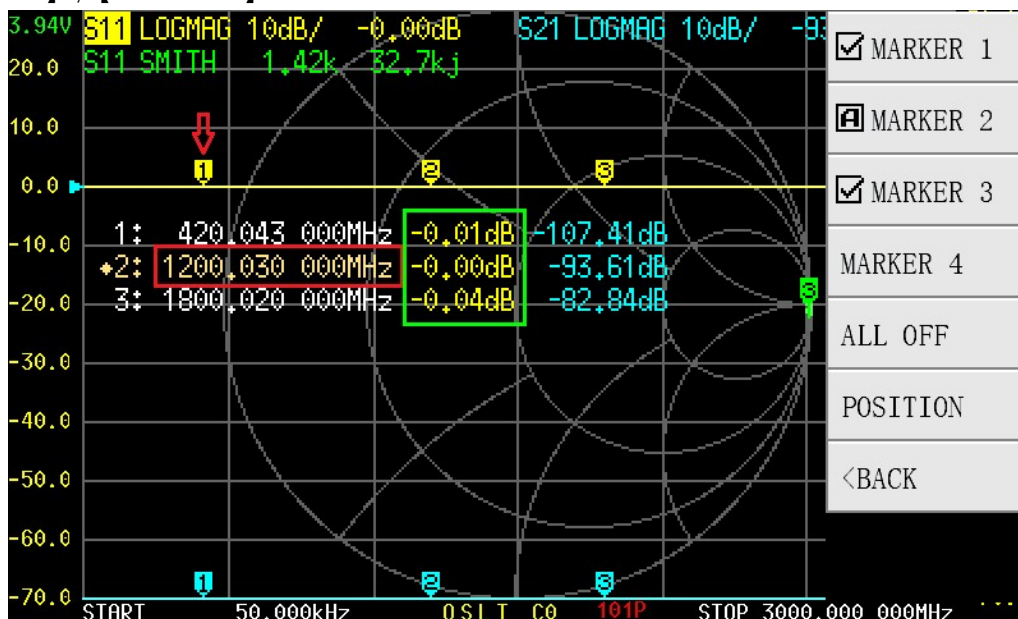 3.94V S11 LOGMAG 10dB/ -0.00dB S21 LOGMAG 10dB/
S11 SMITH 1.42k 32.7kj
20.0
10.0
0.0
-10.0
-20.0
-30.0
-40.0
-50.0
-60.0
-70.0
1 2 3
1: 420.043 000MHz -0.01dB -107.41dB
2: 1200.030 000MHz -0.00dB -93.61dB
3: 1800.020 000MHz -0.04dB -82.84dB
3
1 2 3
START 50.000kHz OSLT C0 101P STOP 3000.000 000MHz
MARKER 1
A MARKER 2
MARKER 3
MARKER 4
ALL OFF
POSITION
<BACK